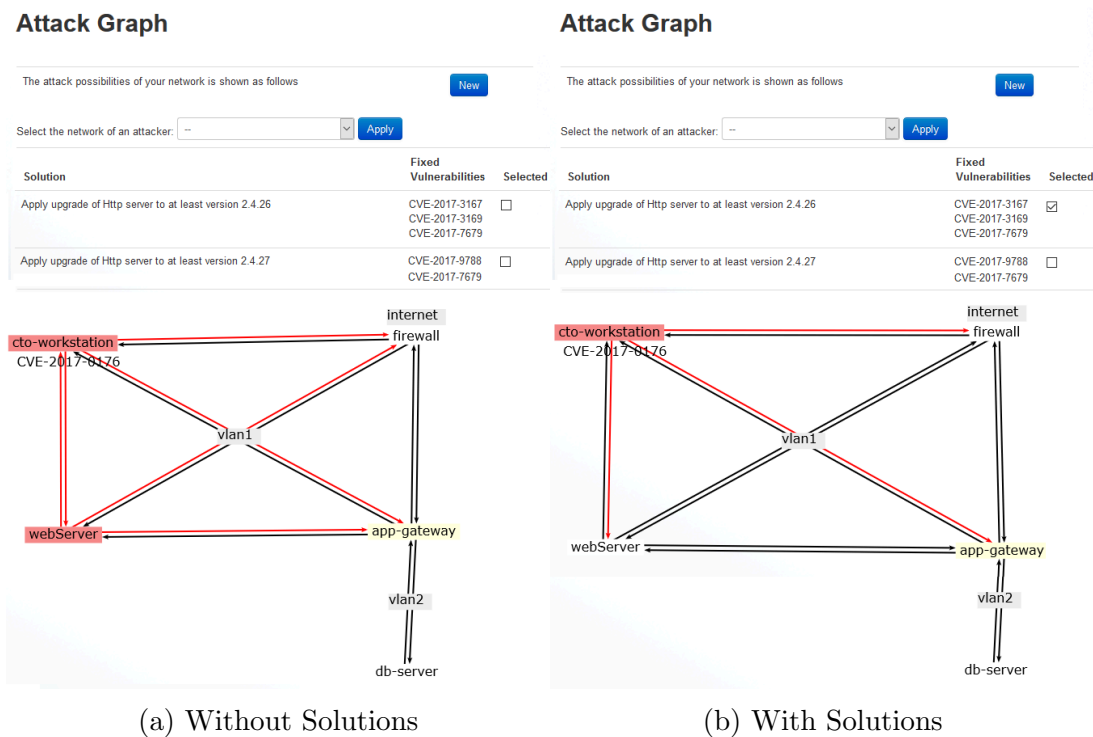 Attack Graph
The attack possibilities of your network is shown as follows
New
Select the network of an attacker:
--
Apply
Solution
Fixed
Vulnerabilities
Selected
Apply upgrade of Http server to at least version 2.4.26
CVE-2017-3167
CVE-2017-3169
CVE-2017-7679
Apply upgrade of Http server to at least version 2.4.27
CVE-2017-9788
CVE-2017-7679
internet
firewall
cto-workstation
CVE-2017-0176
vlan1
webServer
app-gateway
vlan2
db-server
(a) Without Solutions
Attack Graph
The attack possibilities of your network is shown as follows
New
Select the network of an attacker:
--
Apply
Solution
Fixed
Vulnerabilities
Selected
Apply upgrade of Http server to at least version 2.4.26
CVE-2017-3167
CVE-2017-3169
CVE-2017-7679
Apply upgrade of Http server to at least version 2.4.27
CVE-2017-9788
CVE-2017-7679
internet
firewall
cto-workstation
CVE-2017-0176
vlan1
webServer
app-gateway
vlan2
db-server
(b) With Solutions